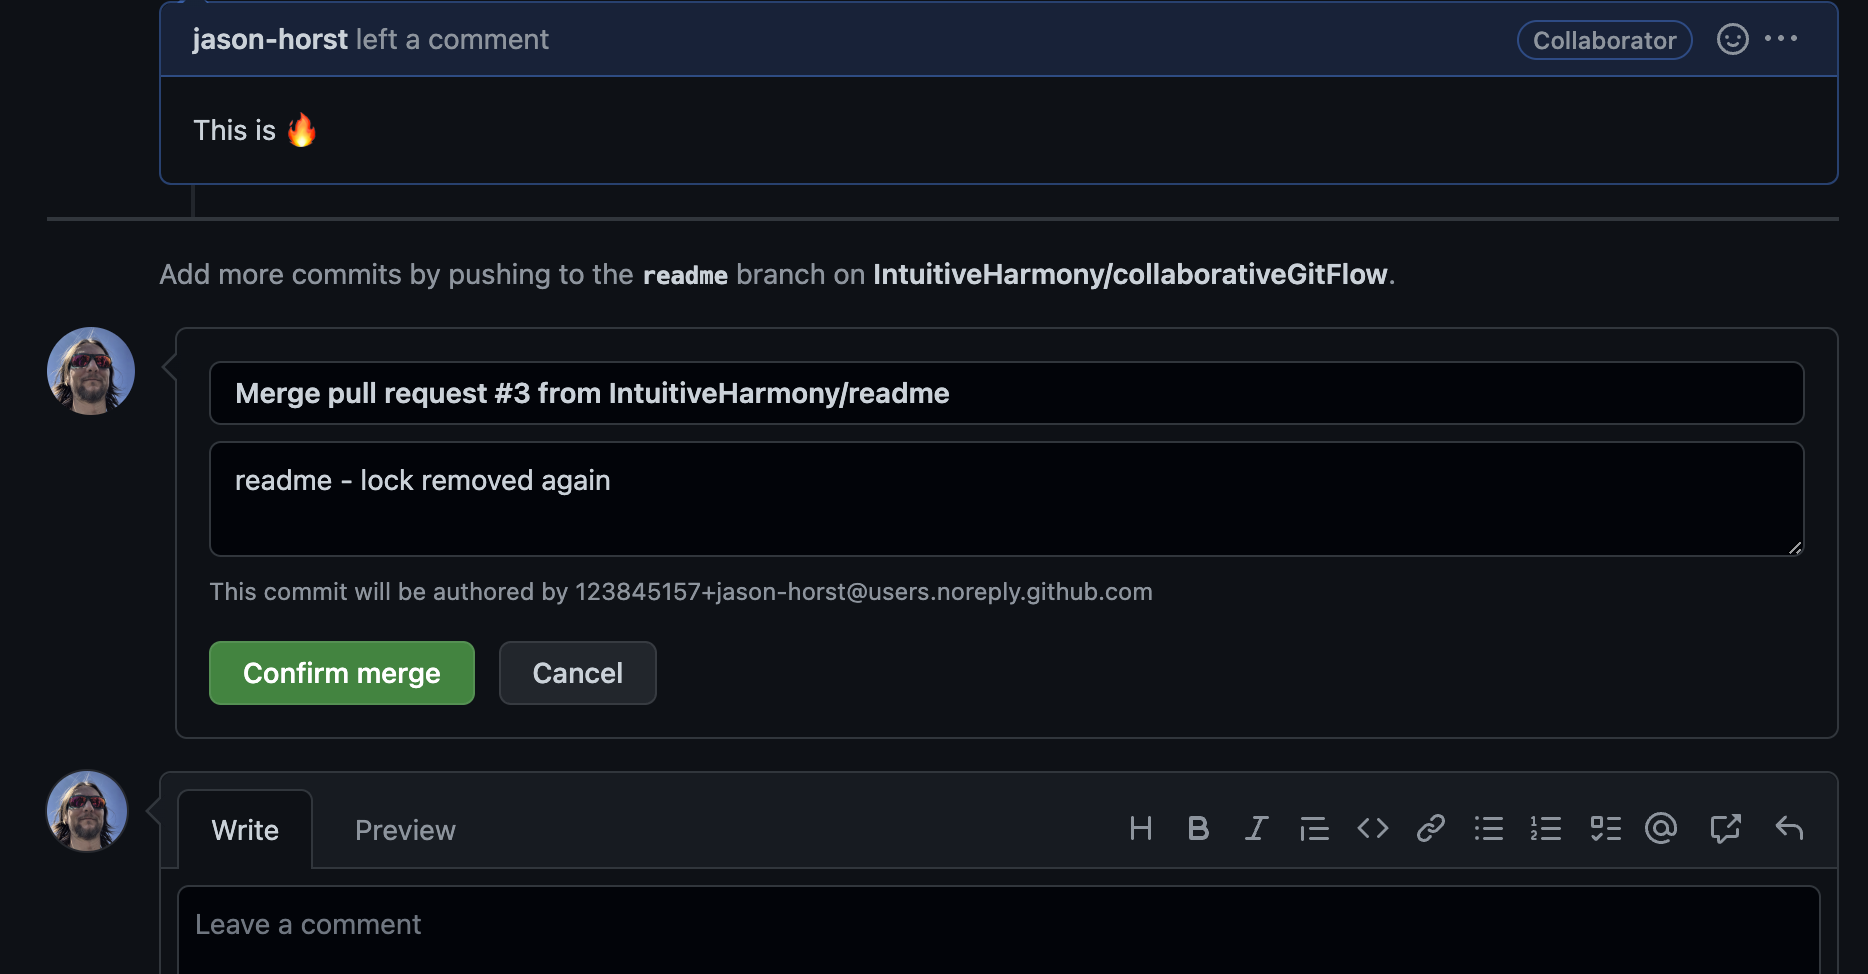 jason-horst left a comment
Collaborator
This is 🔥
Add more commits by pushing to the readme branch on IntuitiveHarmony/collaborativeGitFlow.
Merge pull request #3 from IntuitiveHarmony/readme
readme - lock removed again
This commit will be authored by 123845157+jason-horst@users.noreply.github.com
Confirm merge
Cancel
Write
Preview
Leave a comment